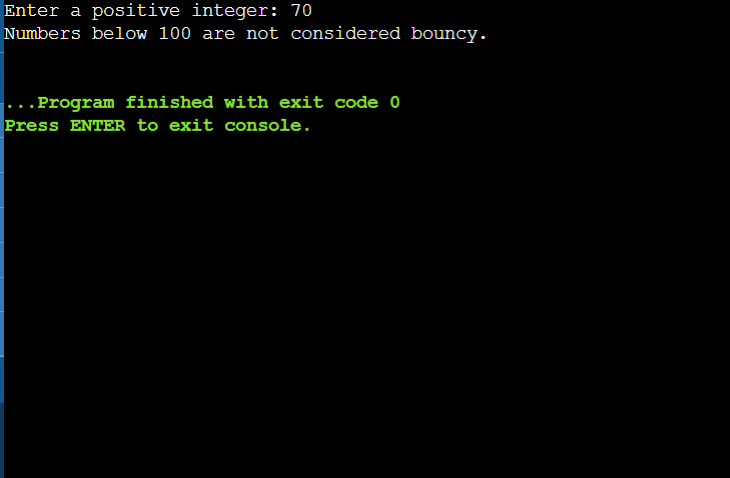 Enter a positive integer: 70
Numbers below 100 are not considered bouncy.
...Program finished with exit code 0
Press ENTER to exit console.